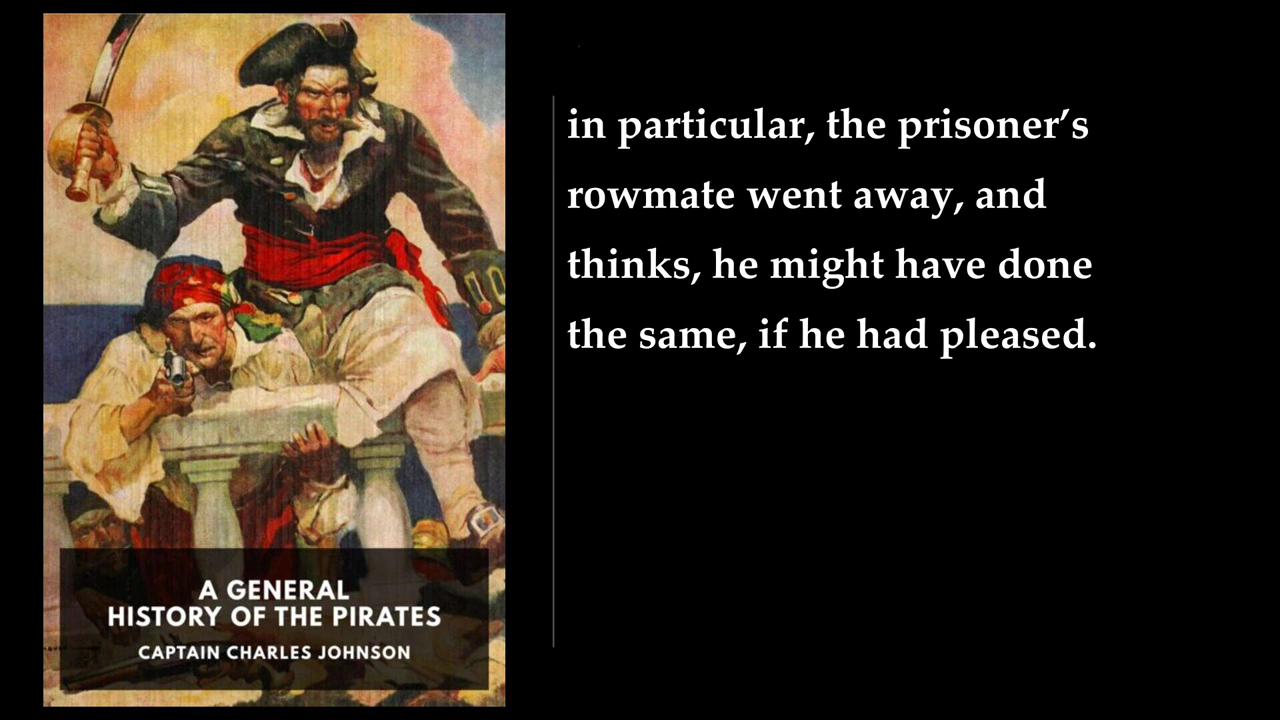 in particular, the prisoner’s
rowmate went away, and
thinks, he might have done
the same, if he had pleased.
A GENERAL
HISTORY OF THE PIRATES
CAPTAIN CHARLES JOHNSON